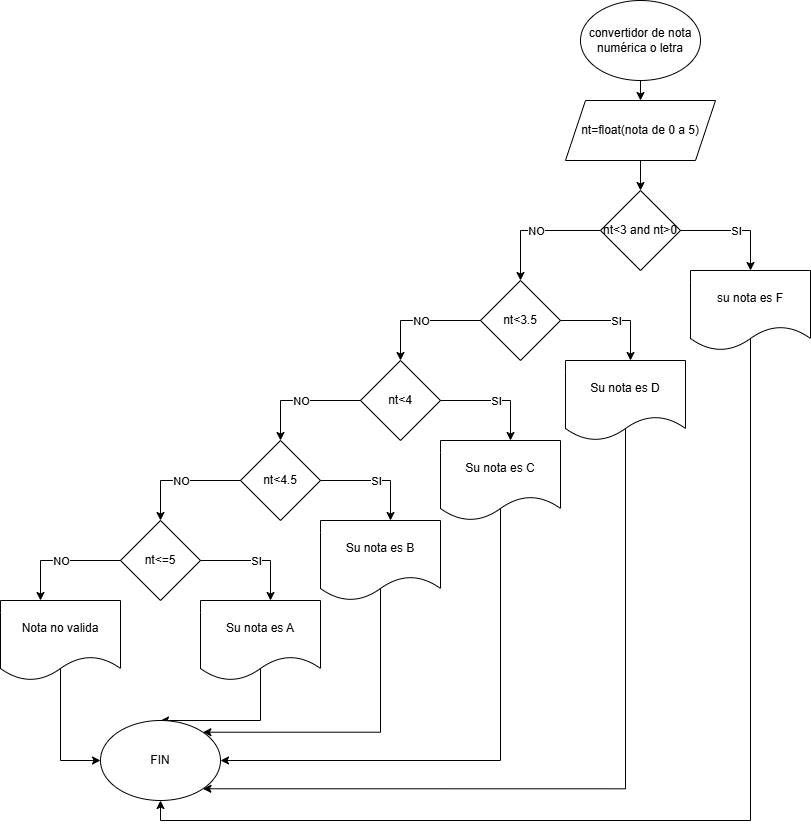 convertidor de nota
numérica o letra
nt=float(nota de 0 a 5)
nt<3 and nt>0
NO
SI
su nota es F
nt<3.5
NO
SI
Su nota es D
nt<4
NO
SI
Su nota es C
nt<4.5
NO
SI
Su nota es B
nt<=5
NO
SI
Nota no valida
Su nota es A
FIN